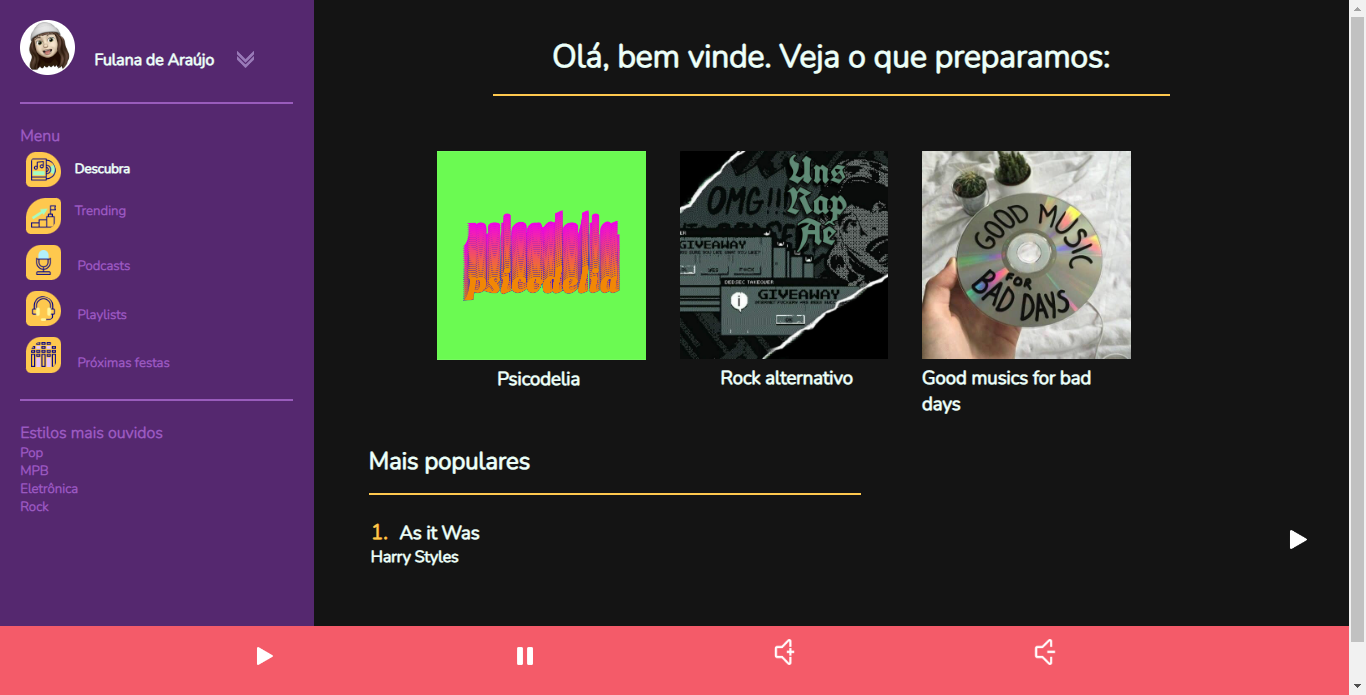 Fulana de Araújo
Menu
Descubra
Trending
Podcasts
Playlists
Próximas festas
Estilos mais ouvidos
Pop
MPB
Eletrônica
Rock
Olá, bem vinde. Veja o que preparamos:
psicodelia
Psicodelia
Uns
Rap
Aê
OMG!!!
GIVEAWAY
DEDSEC TAKEOVER
GIVEAWAY
Rock alternativo
GOOD MUSIC
FOR
BAD DAYS
Good musics for bad
days
Mais populares
1. As it Was
Harry Styles